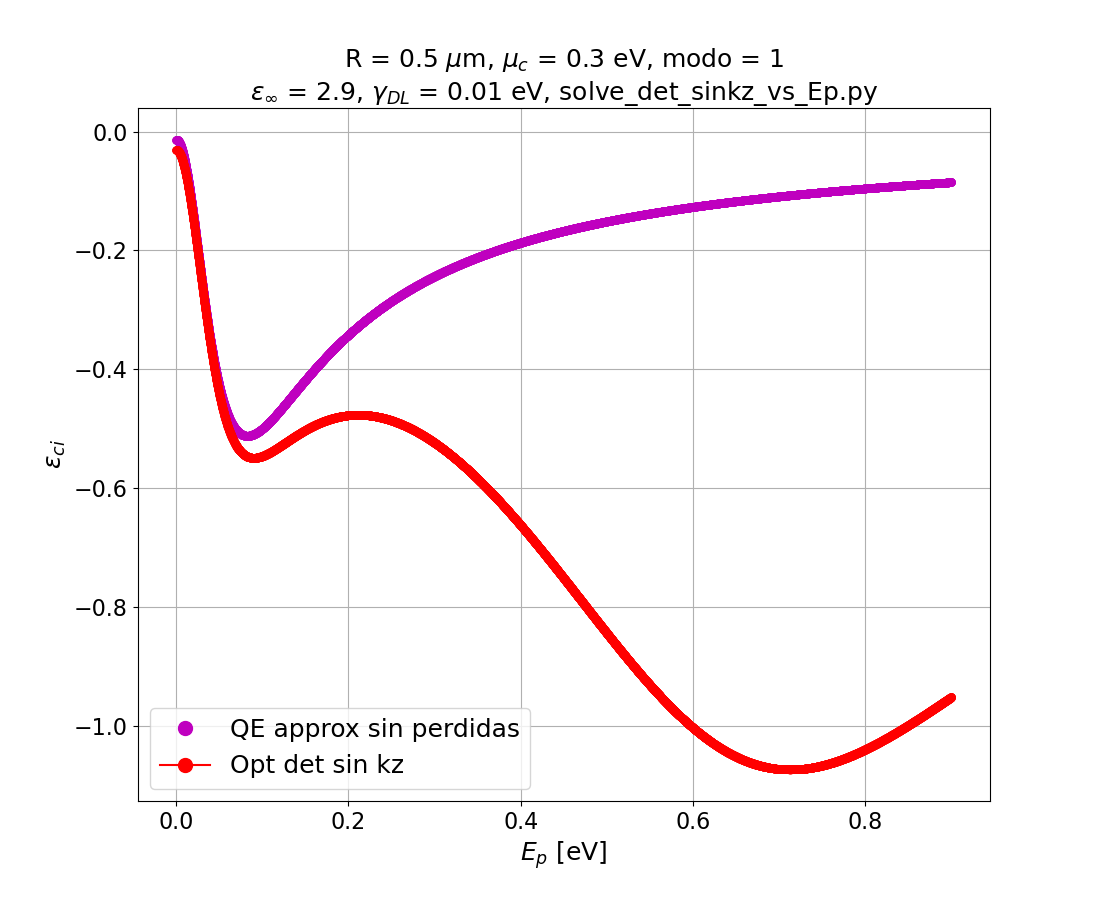 R = 0.5 μm, μ_c = 0.3 eV, modo = 1
ε_∞ = 2.9, γ_DL = 0.01 eV, solve_det_sinkz_vs_Ep.py
0.0
−0.2
−0.4
−0.6
−0.8
−1.0
ε_ci
QE approx sin perdidas
Opt det sin kz
0.0 0.2 0.4 0.6 0.8
E_p [eV]